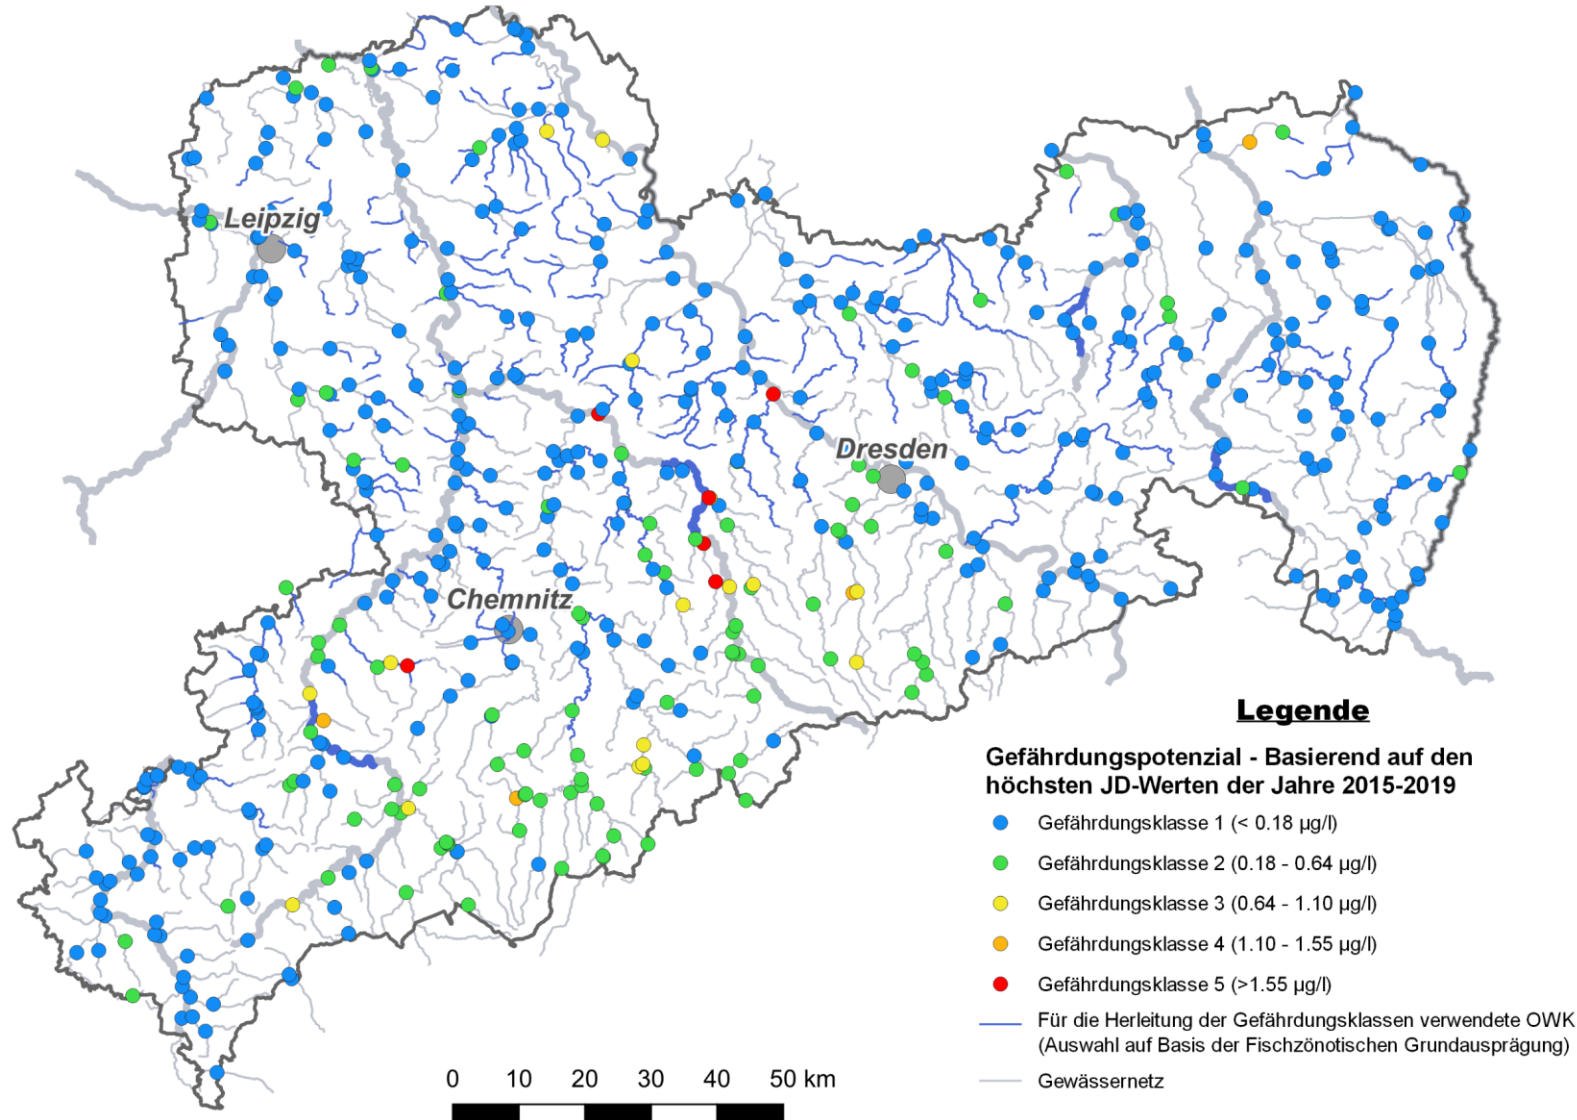 Leipzig
Dresden
Chemnitz
Legende
Gefährdungspotenzial - Basierend auf den
höchsten JD-Werten der Jahre 2015-2019
Gefährdungsklasse 1 (< 0.18 µg/l)
Gefährdungsklasse 2 (0.18 - 0.64 µg/l)
Gefährdungsklasse 3 (0.64 - 1.10 µg/l)
Gefährdungsklasse 4 (1.10 - 1.55 µg/l)
Gefährdungsklasse 5 (>1.55 µg/l)
Für die Herleitung der Gefährdungsklassen verwendete OWK
(Auswahl auf Basis der Fischzönotischen Grundausprägung)
Gewässernetz
0 10 20 30 40 50 km